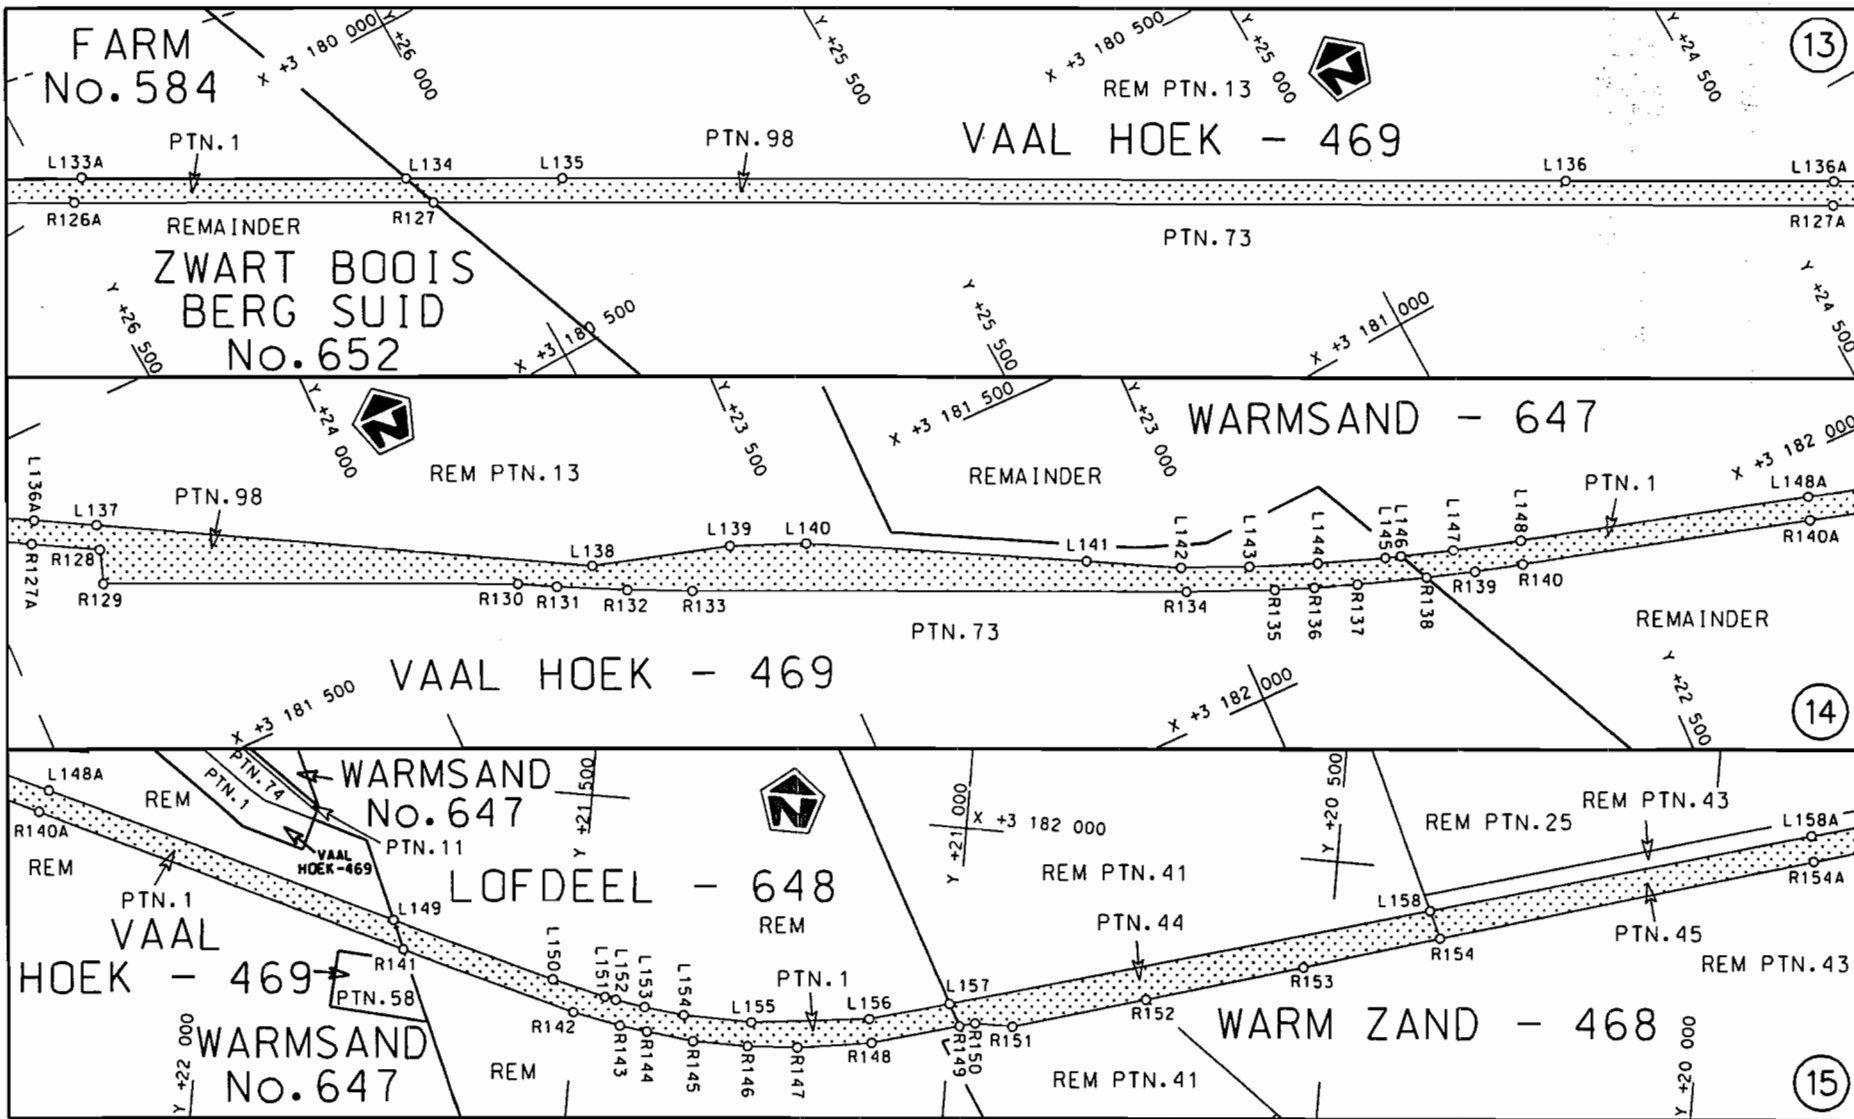 FARM
No.584
X +3 180 000
Y +26 000
Y +25 500
X +3 180 500
Y +25 000
Y +24 500
13
REM PTN.13
VAAL HOEK - 469
PTN.1
PTN.98
L133A
L134
L135
L136
L136A
R126A
R127
R127A
REMAINDER
PTN.73
ZWART BOOIS
BERG SUID
No.652
Y +26 500
X +3 180 500
Y +25 500
X +3 181 000
Y +24 500
N
Y +24 000
Y +23 500
X +3 181 500
Y +23 000
WARMSAND - 647
X +3 182 000
REM PTN.13
REMAINDER
PTN.98
PTN.1
L136A
L137
L138
L139
L140
L141
L142
L143
L144
L145
L146
L147
L148
L148A
R127A
R128
R129
R130
R131
R132
R133
R134
R135
R136
R137
R138
R139
R140
R140A
PTN.73
REMAINDER
VAAL HOEK - 469
X +3 181 500
X +3 182 000
Y +22 500
14
N
L148A
REM
PTN.74
PTN.1
WARMSAND
No.647
Y +21 500
Y +21 000
X +3 182 000
Y +20 500
REM PTN.43
REM PTN.25
L158A
R140A
REM
VAAL
HOEK-469
PTN.11
LOFDEEL - 648
REM
REM PTN.41
L158
R154A
PTN.1
L149
PTN.44
PTN.45
VAAL
HOEK - 469
R141
PTN.58
L150
L151
L152
L153
L154
L155
PTN.1
L156
L157
R153
R154
REM PTN.43
R142
R143
R144
R145
R146
R147
R148
R149
R150
R151
R152
WARM ZAND - 468
WARMSAND
No.647
Y +22 000
REM
REM PTN.41
Y +20 000
15
N
N